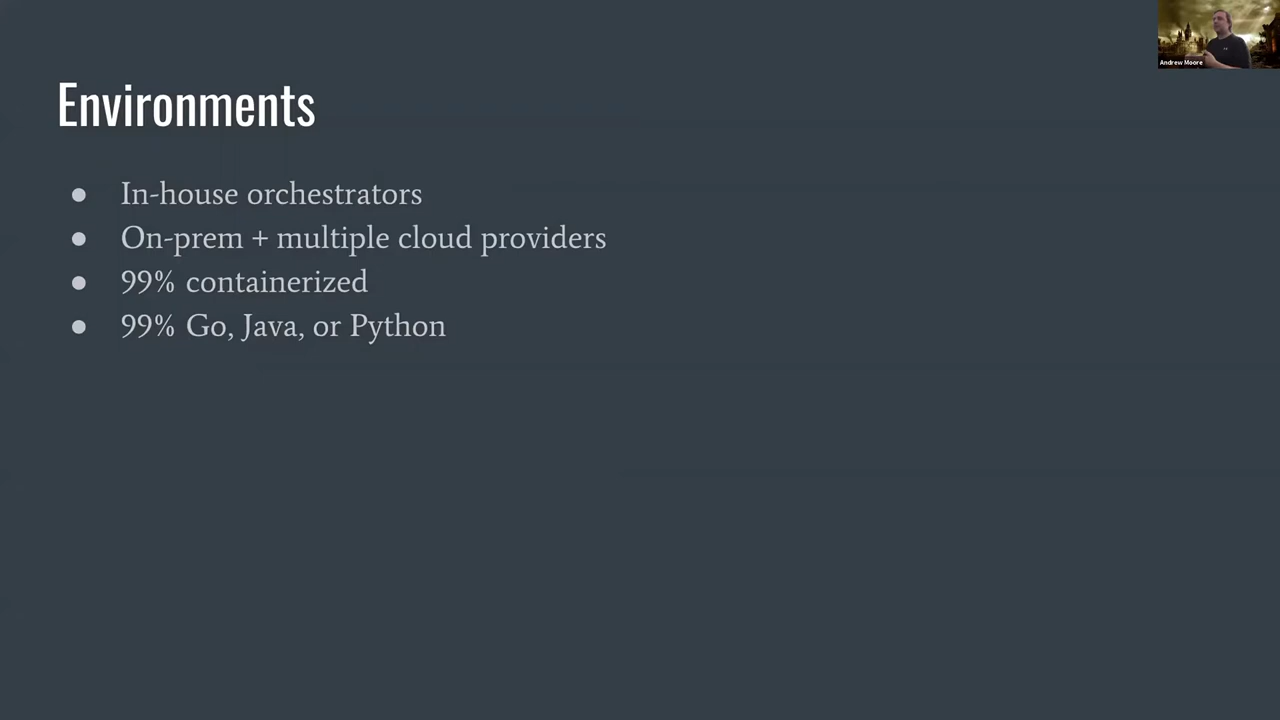 Andrew Moore
Environments
● In-house orchestrators
● On-prem + multiple cloud providers
● 99% containerized
● 99% Go, Java, or Python